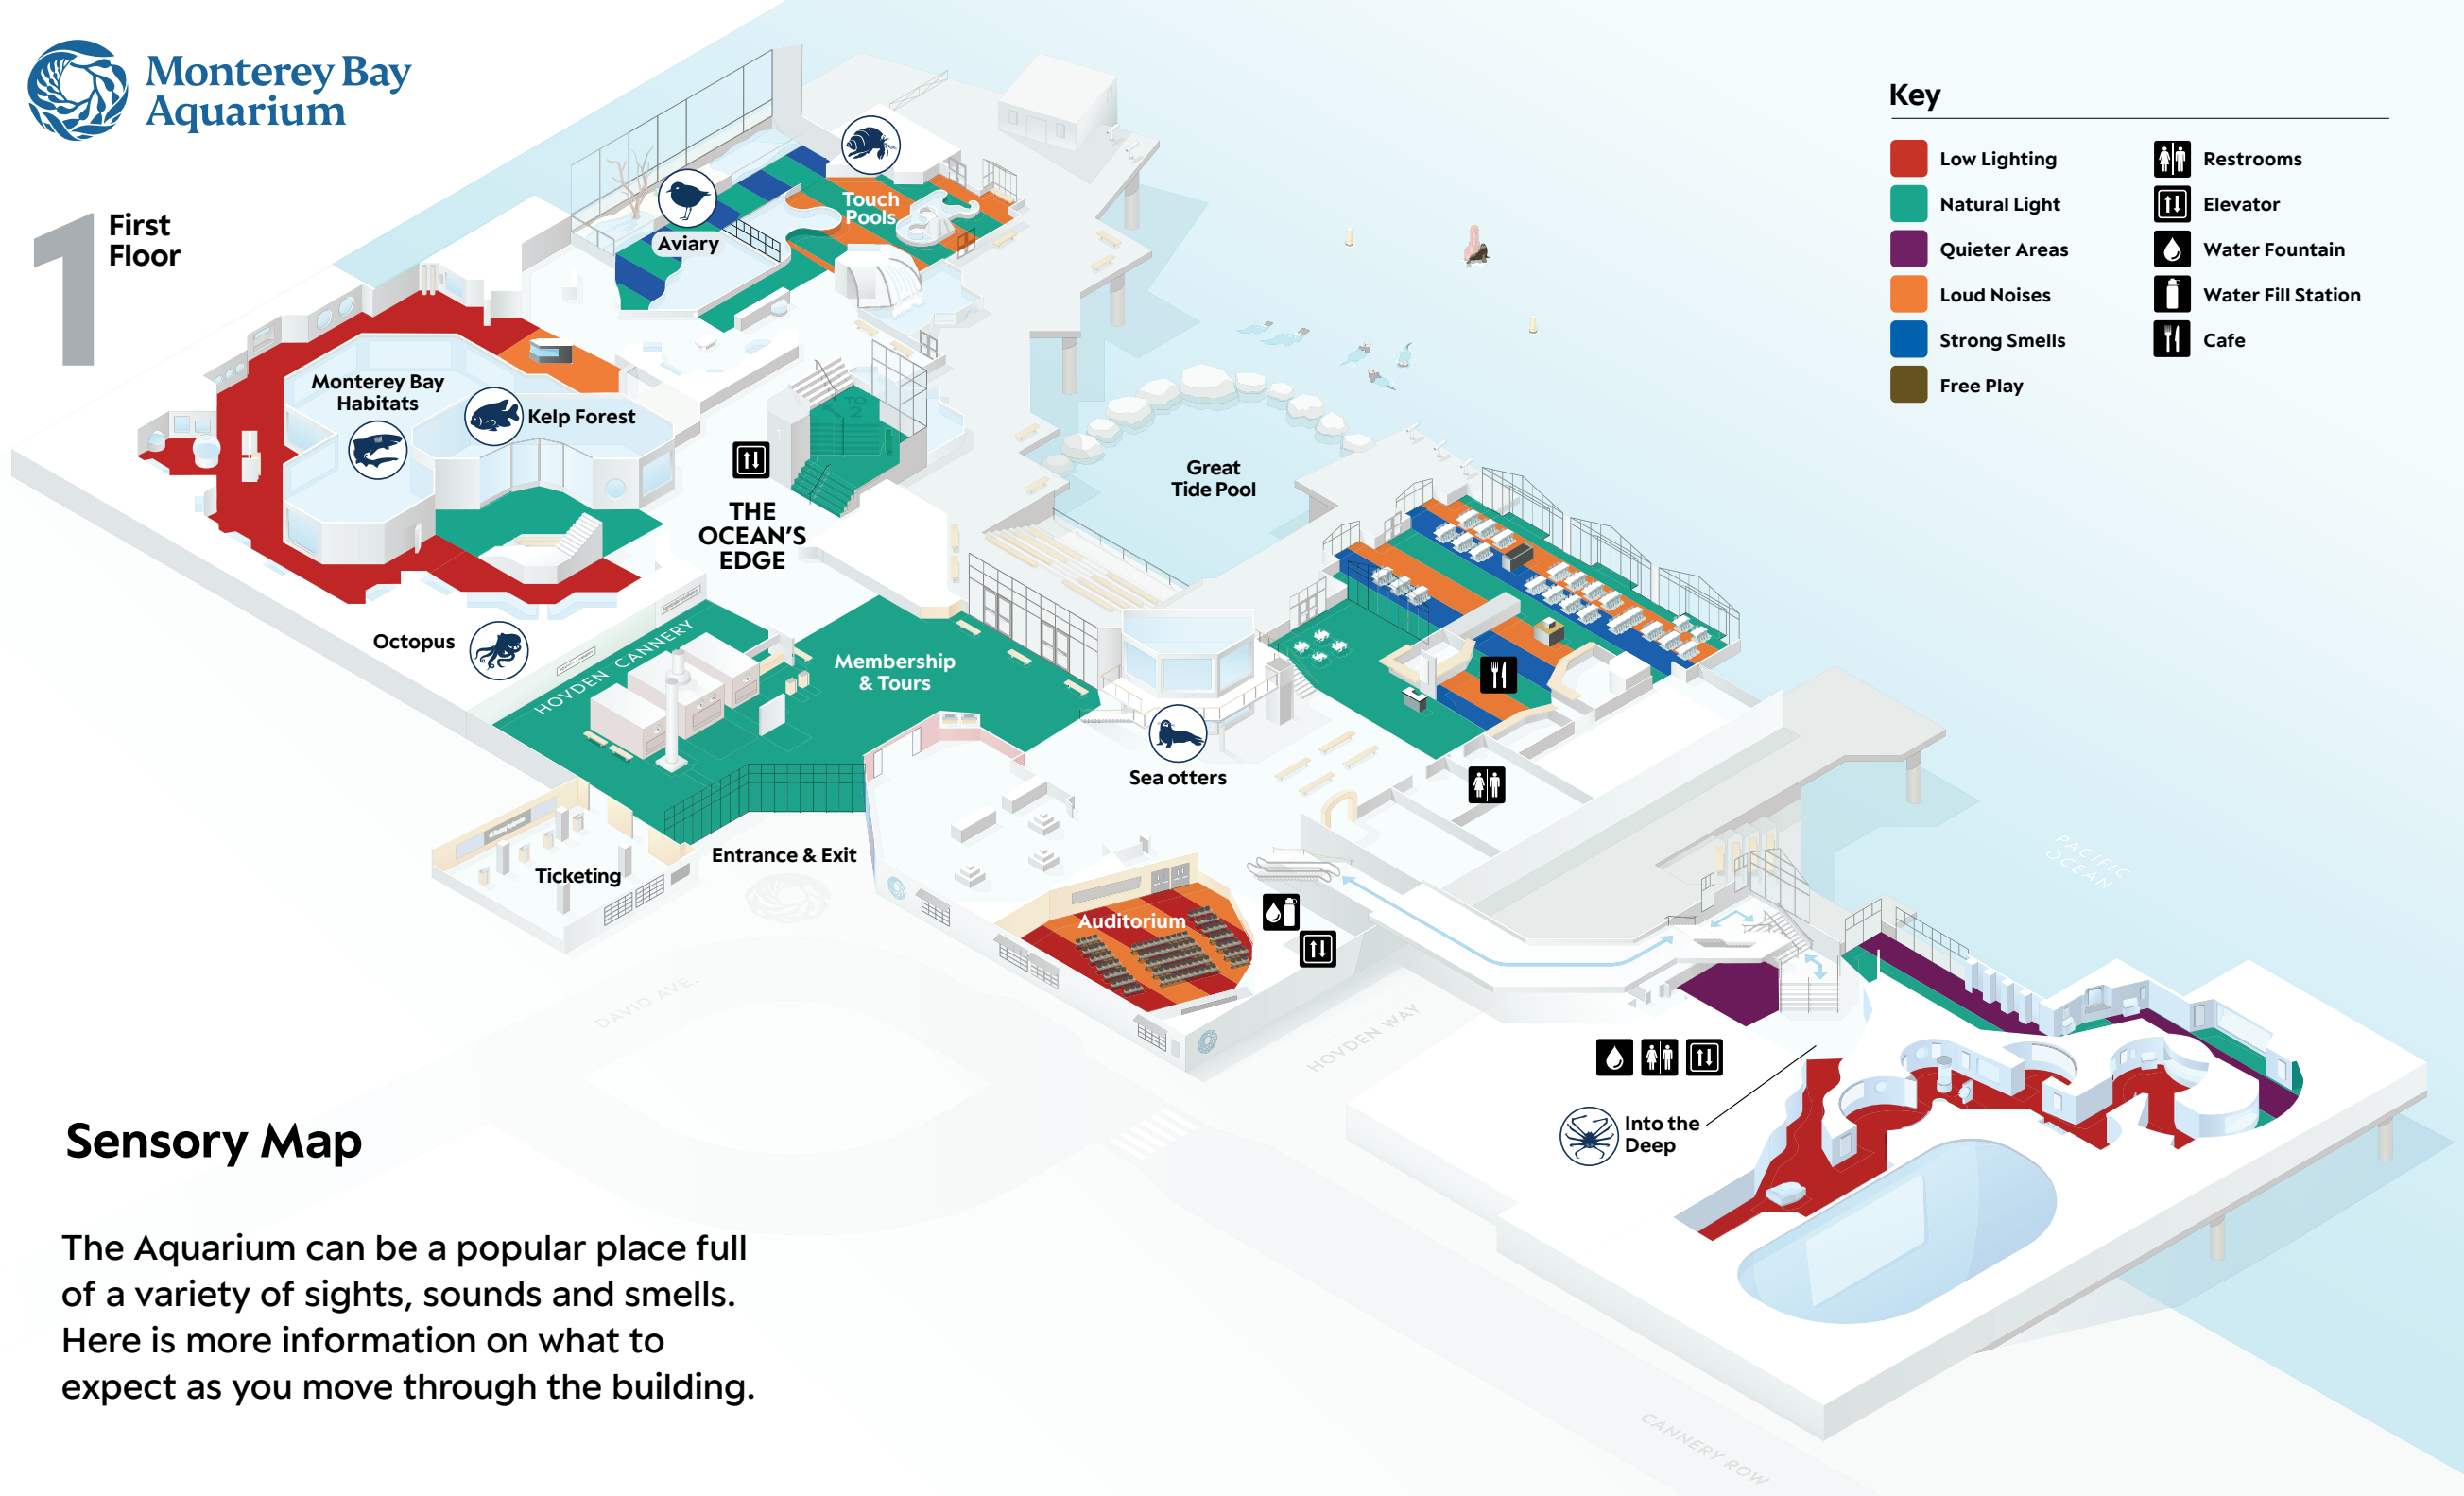 Monterey Bay
Aquarium
1
First
Floor
Key
Low Lighting
Natural Light
Quieter Areas
Loud Noises
Strong Smells
Free Play
Restrooms
Elevator
Water Fountain
Water Fill Station
Cafe
Touch
Pools
Aviary
Monterey Bay
Habitats
Kelp Forest
TO
2
THE
OCEAN'S
EDGE
Great
Tide Pool
Octopus
HOVDEN CANNERY
Membership
& Tours
Sea otters
Ticketing
Entrance & Exit
Auditorium
PACIFIC
OCEAN
DAVID AVE.
HOVDEN WAY
Into the
Deep
CANNERY ROW
Sensory Map
The Aquarium can be a popular place full
of a variety of sights, sounds and smells.
Here is more information on what to
expect as you move through the building.